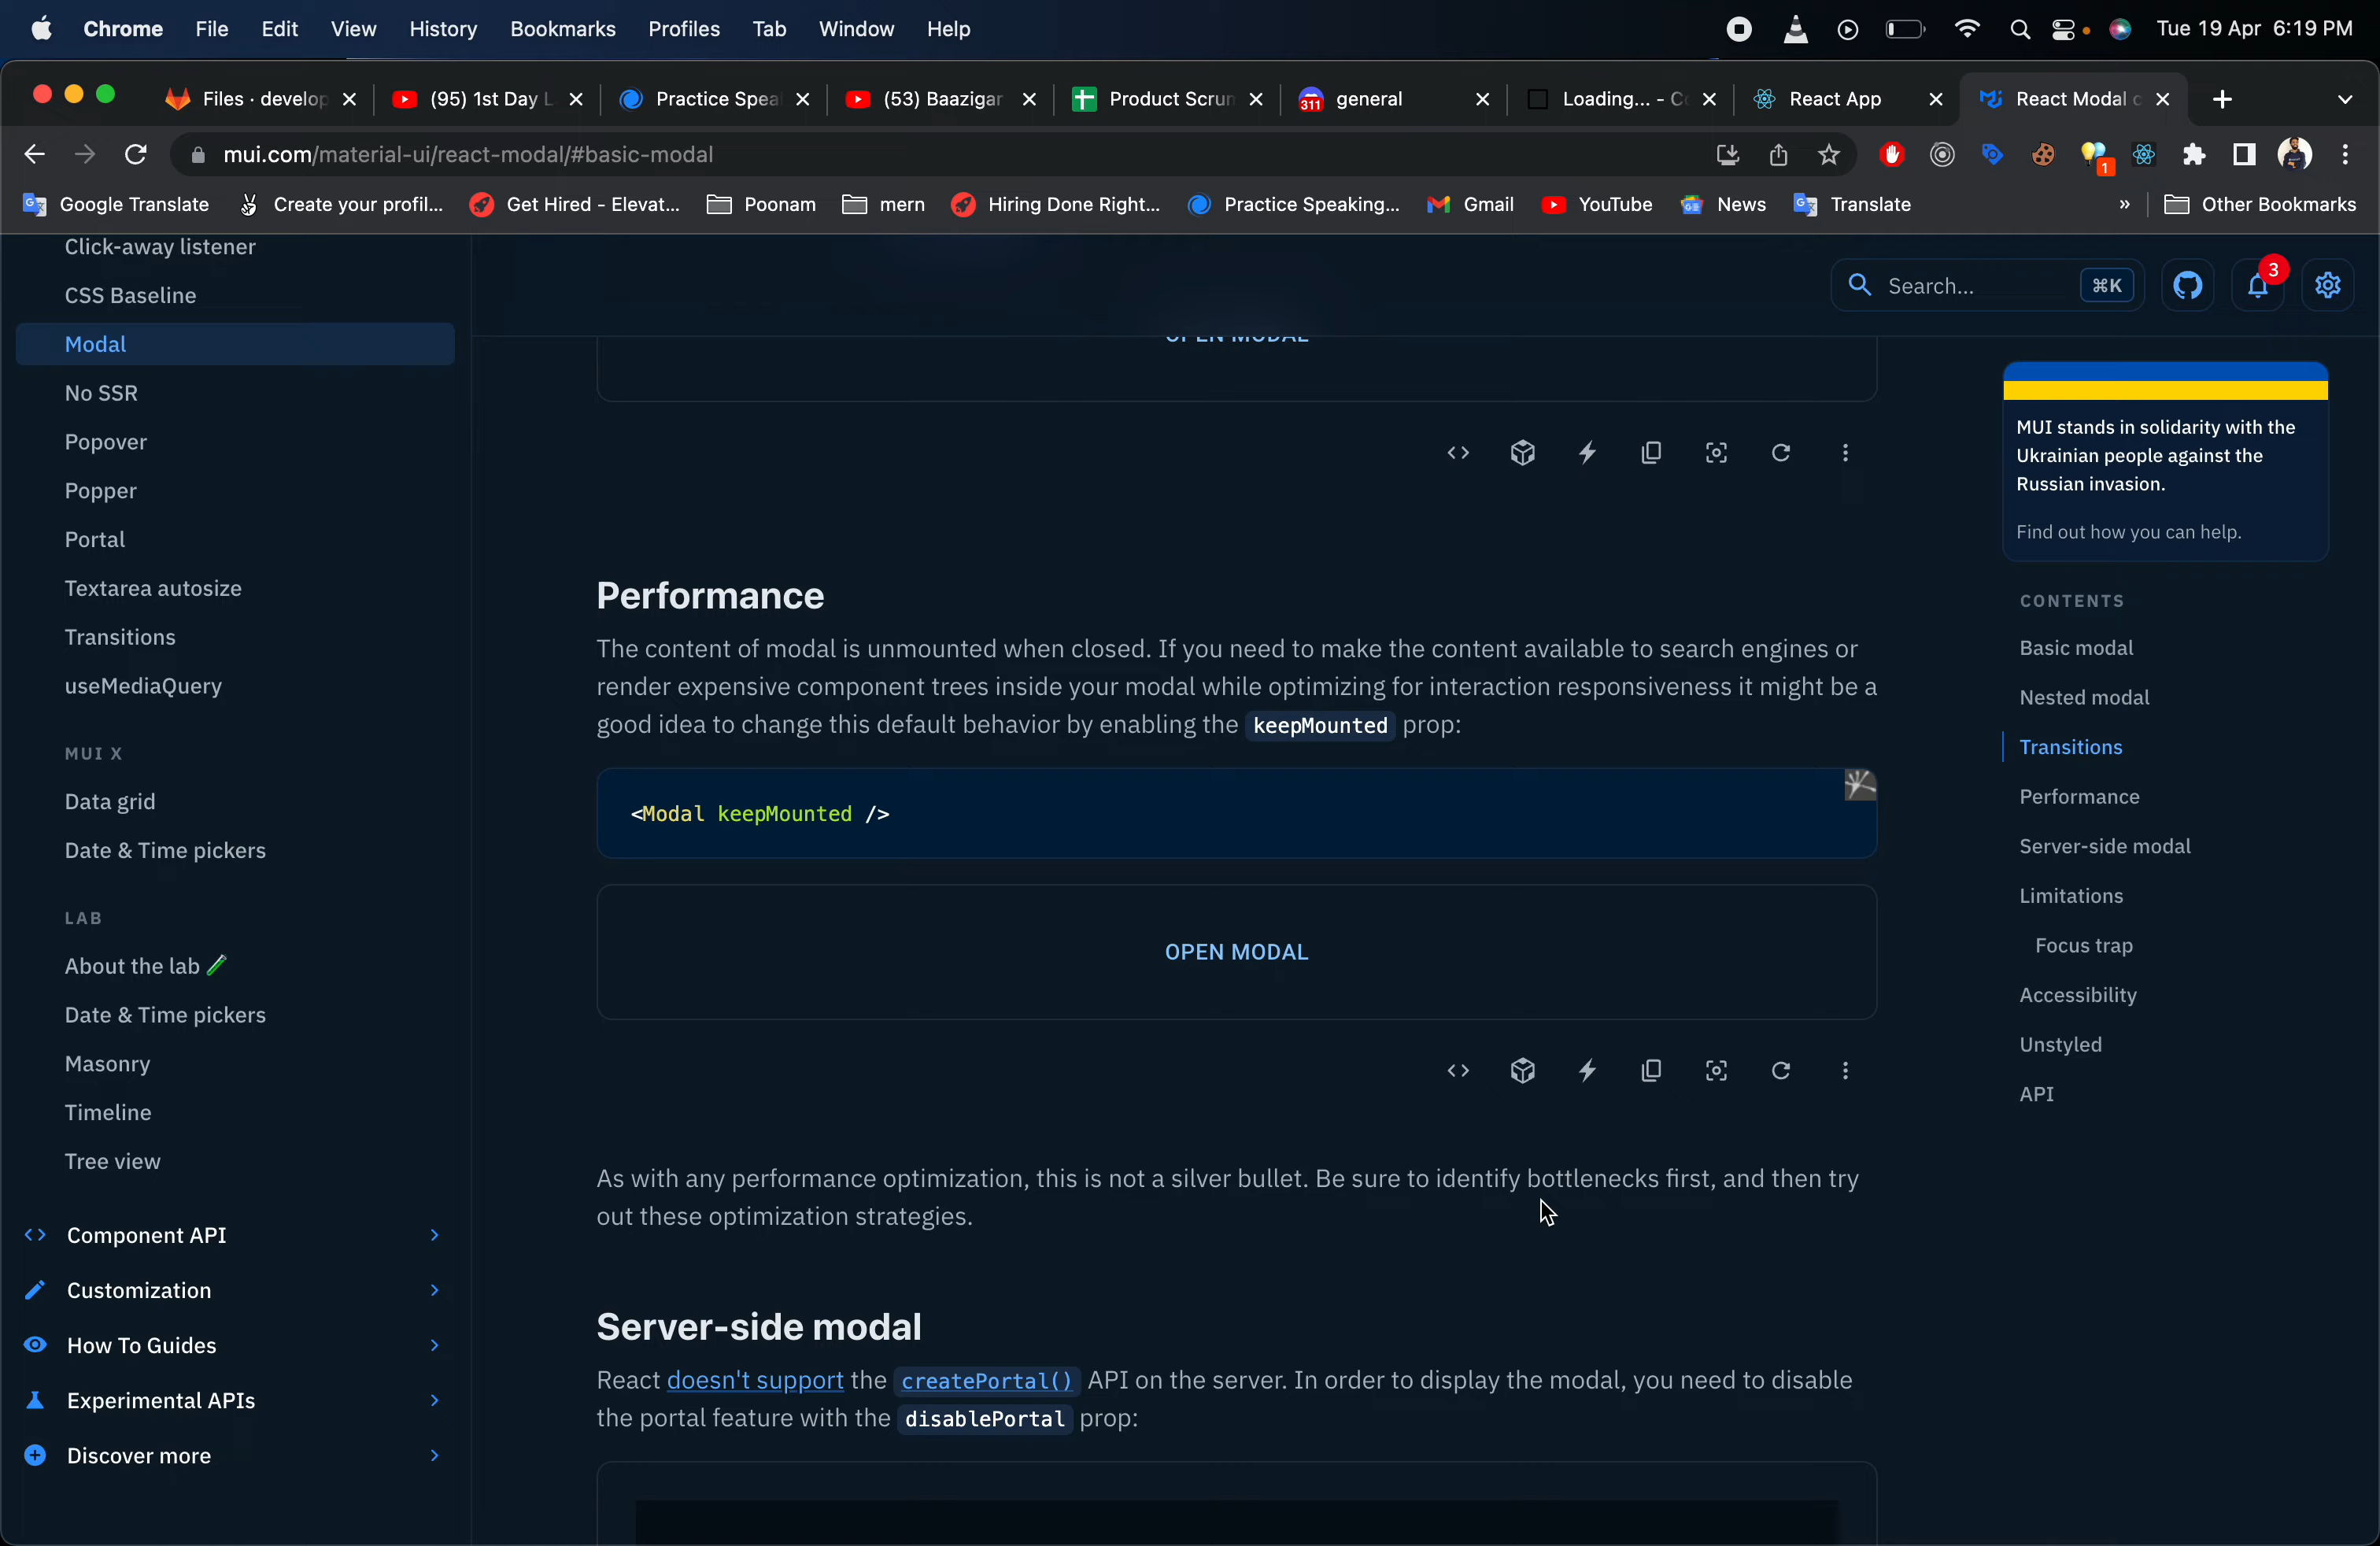 Chrome File Edit View History Bookmarks Profiles Tab Window Help Tue 19 Apr 6:19 PM
Files · develop (95) 1st Day L Practice Spea (53) Baazigar Product Scrum 311 general Loading... - Co React App React Modal c
mui.com/material-ui/react-modal/#basic-modal 1
Google Translate Create your profil... Get Hired - Elevat... Poonam mern Hiring Done Right... Practice Speaking... Gmail YouTube News Translate » Other Bookmarks
Click-away listener
CSS Baseline
Modal
No SSR
Popover
Popper
Portal
Textarea autosize
Transitions
useMediaQuery
MUI X
Data grid
Date & Time pickers
LAB
About the lab
Date & Time pickers
Masonry
Timeline
Tree view
Component API
Customization
How To Guides
Experimental APIs
Discover more
Search... ⌘K 3
OPEN MODAL
Performance
The content of modal is unmounted when closed. If you need to make the content available to search engines or
render expensive component trees inside your modal while optimizing for interaction responsiveness it might be a
good idea to change this default behavior by enabling the keepMounted prop:
<Modal keepMounted />
OPEN MODAL
As with any performance optimization, this is not a silver bullet. Be sure to identify bottlenecks first, and then try
out these optimization strategies.
Server-side modal
React doesn't support the createPortal() API on the server. In order to display the modal, you need to disable
the portal feature with the disablePortal prop:
MUI stands in solidarity with the
Ukrainian people against the
Russian invasion.
Find out how you can help.
CONTENTS
Basic modal
Nested modal
Transitions
Performance
Server-side modal
Limitations
Focus trap
Accessibility
Unstyled
API